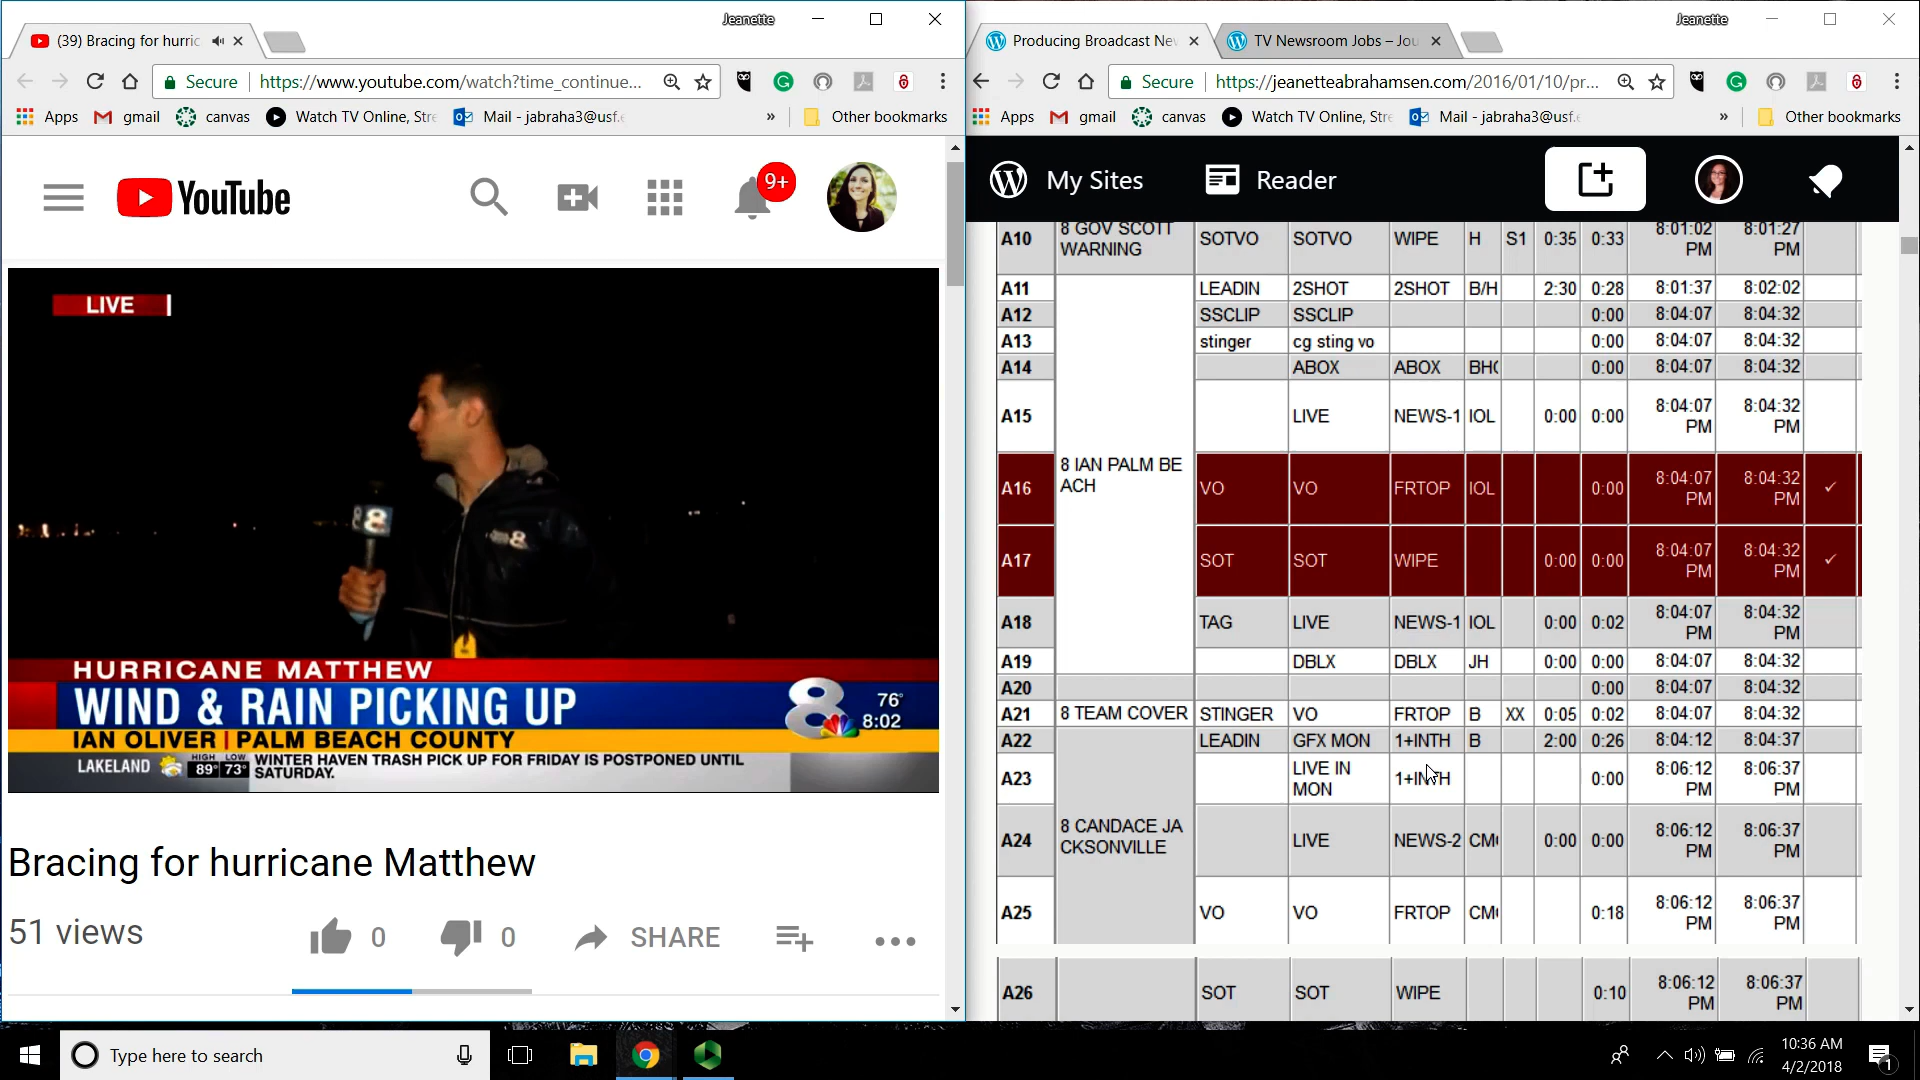 Jeanette
(39) Bracing for hurric
Secure https://www.youtube.com/watch?time_continue...
Apps gmail canvas Watch TV Online, Stre Mail - jabraha3@usf.e » Other bookmarks
YouTube 9+
LIVE
8
8
HURRICANE MATTHEW
WIND & RAIN PICKING UP
8 76°
8:02
IAN OLIVER | PALM BEACH COUNTY
LAKELAND HIGH 89° LOW 73° WINTER HAVEN TRASH PICK UP FOR FRIDAY IS POSTPONED UNTIL
SATURDAY.
Bracing for hurricane Matthew
51 views 0 0 SHARE
Jeanette
Producing Broadcast Nev TV Newsroom Jobs – Jou
Secure https://jeanetteabrahamsen.com/2016/01/10/pr...
Apps gmail canvas Watch TV Online, Stre Mail - jabraha3@usf.e » Other bookmarks
My Sites Reader
A10 8 GOV SCOTT WARNING SOTVO SOTVO WIPE H S1 0:35 0:33 8:01:02 PM 8:01:27 PM
A11 LEADIN 2SHOT 2SHOT B/H 2:30 0:28 8:01:37 8:02:02
A12 SSCLIP SSCLIP 0:00 8:04:07 8:04:32
A13 stinger cg sting vo 0:00 8:04:07 8:04:32
A14 ABOX ABOX BH 0:00 8:04:07 8:04:32
A15 LIVE NEWS-1 IOL 0:00 0:00 8:04:07 PM 8:04:32 PM
8 IAN PALM BE
ACH
A16 VO VO FRTOP IOL 0:00 8:04:07 PM 8:04:32 PM ✓
A17 SOT SOT WIPE 0:00 0:00 8:04:07 PM 8:04:32 PM ✓
A18 TAG LIVE NEWS-1 IOL 0:00 0:02 8:04:07 PM 8:04:32 PM
A19 DBLX DBLX JH 0:00 0:00 8:04:07 8:04:32
A20 0:00 8:04:07 8:04:32
A21 8 TEAM COVER STINGER VO FRTOP B XX 0:05 0:02 8:04:07 8:04:32
A22 LEADIN GFX MON 1+INTH B 2:00 0:26 8:04:12 8:04:37
A23 LIVE IN MON 1+INTH 0:00 8:06:12 PM 8:06:37 PM
A24 8 CANDACE JA CKSONVILLE LIVE NEWS-2 CM 0:00 0:00 8:06:12 PM 8:06:37 PM
A25 VO VO FRTOP CM 0:18 8:06:12 PM 8:06:37 PM
A26 SOT SOT WIPE 0:10 8:06:12 PM 8:06:37 PM
Type here to search
10:36 AM
4/2/2018
1